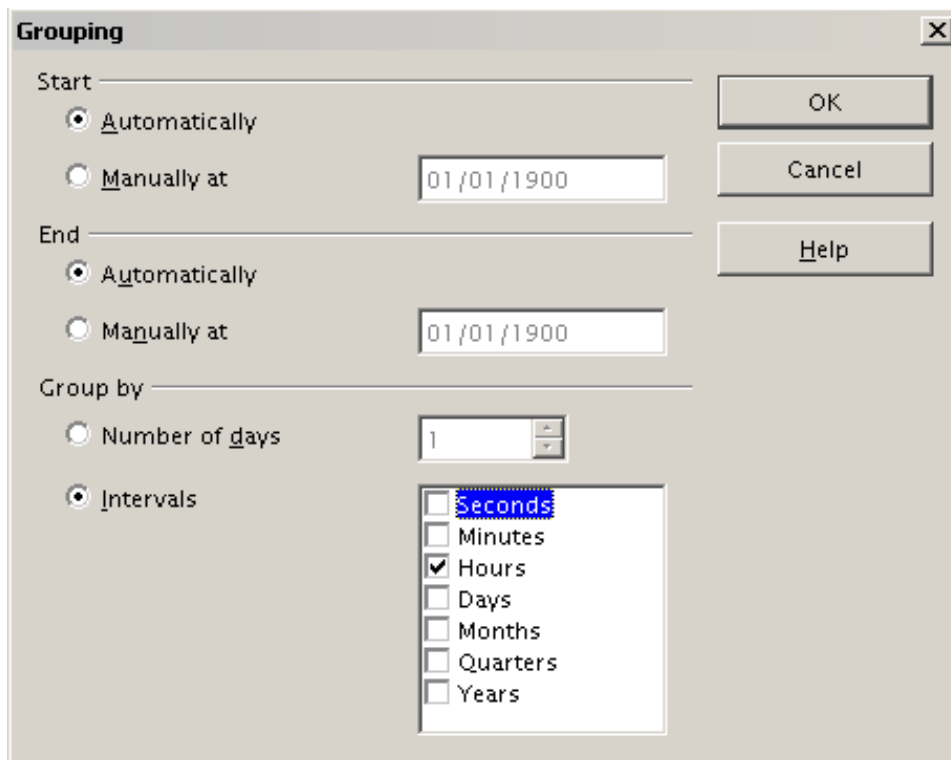 Grouping
Start
Automatically
Manually at 01/01/1900
End
Automatically
Manually at 01/01/1900
Group by
Number of days 1
Intervals
Seconds
Minutes
Hours
Days
Months
Quarters
Years
OK
Cancel
Help